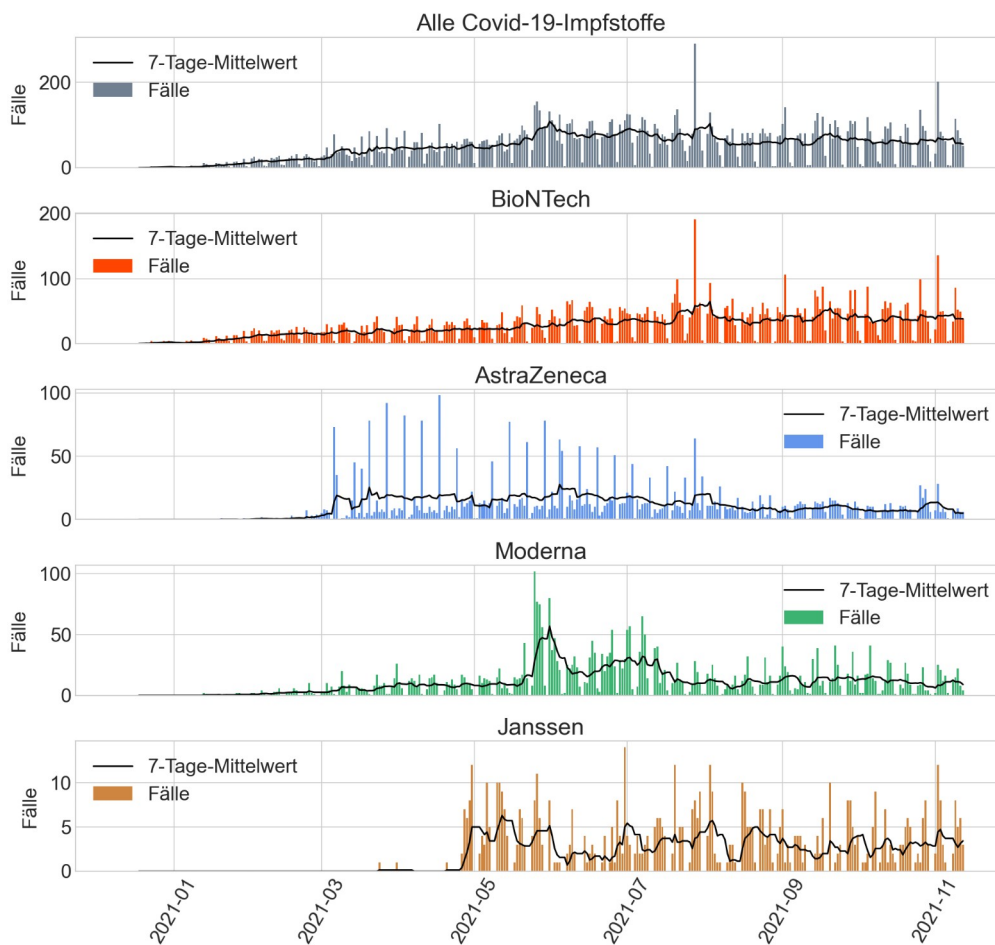 Alle Covid-19-Impfstoffe
Fälle
200
0
7-Tage-Mittelwert
Fälle
BioNTech
Fälle
200
100
0
7-Tage-Mittelwert
Fälle
AstraZeneca
Fälle
100
50
0
7-Tage-Mittelwert
Fälle
Moderna
Fälle
100
50
0
7-Tage-Mittelwert
Fälle
Janssen
Fälle
10
5
0
7-Tage-Mittelwert
Fälle
2021-01
2021-03
2021-05
2021-07
2021-09
2021-11